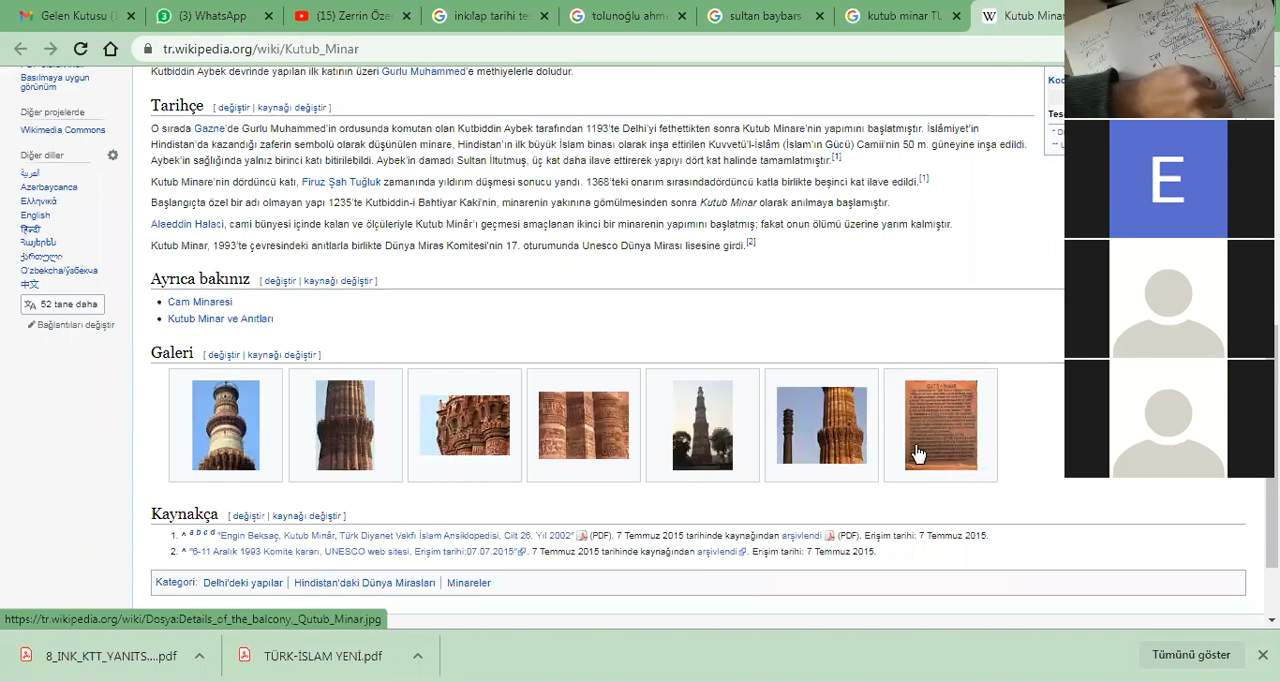 Gelen Kutusu (
(3) WhatsApp
(15) Zerrin Öze
inkılap tarihi te
tolunoğlu ahm
sultan baybars
kutub minar TÜ
Kutub Mina
tr.wikipedia.org/wiki/Kutub_Minar
Basılmaya uygun
görünüm
Diğer projelerde
Wikimedia Commons
Diğer diller
العربية
Azərbaycanca
Ελληνικά
English
हिन्दी
Հայերեն
ქართული
Oʻzbekcha/ўзбекча
中文
52 tane daha
Bağlantıları değiştir
Kutbiddin Aybek devrinde yapılan ilk katının üzeri Gurlu Muhammed'e methiyelerle doludur.
Tarihçe [ değiştir | kaynağı değiştir ]
O sırada Gazne'de Gurlu Muhammed'in ordusunda komutan olan Kutbiddin Aybek tarafından 1193'te Delhi'yi fethettikten sonra Kutub Minare'nin yapımını başlatmıştır. İslâmiyet'in
Hindistan'da kazandığı zaferin sembolü olarak düşünülen minare, Hindistan'ın ilk büyük İslam binası olarak inşa ettirilen Kuvvetü'l-İslâm (İslam'ın Gücü) Camii'nin 50 m. güneyine inşa edildi.
Aybek'in sağlığında yalnız birinci katı bitirilebildi. Aybek'in damadı Sultan İltutmuş, üç kat daha ilave ettirerek yapıyı dört kat halinde tamamlatmıştır.[1]
Kutub Minare'nin dördüncü katı, Firuz Şah Tuğluk zamanında yıldırım düşmesi sonucu yandı. 1368'teki onarım sırasındadördücü katla birlikte beşinci kat ilave edildi.[1]
Başlangıçta özel bir adı olmayan yapı 1235'te Kutbiddin-i Bahtiyar Kaki'nin, minarenin yakınına gömülmesinden sonra Kutub Minar olarak anılmaya başlamıştır.
Alaeddin Halaci, cami bünyesi içinde kalan ve ölçüleriyle Kutub Minâr'ı geçmesi amaçlanan ikinci bir minarenin yapımını başlatmış; fakat onun ölümü üzerine yarım kalmıştır.
Kutub Minar, 1993'te çevresindeki anıtlarla birlikte Dünya Miras Komitesi'nin 17. oturumunda Unesco Dünya Mirası lisesine girdi.[2]
Ayrıca bakınız [ değiştir | kaynağı değiştir ]
Cam Minaresi
Kutub Minar ve Anıtları
Galeri [ değiştir | kaynağı değiştir ]
Kaynakça [ değiştir | kaynağı değiştir ]
1. ^ a b c d "Engin Beksaç, Kutub Minâr, Türk Diyanet Vakfı İslam Ansiklopedisi, Cilt 26, Yıl 2002" (PDF). 7 Temmuz 2015 tarihinde kaynağından arşivlendi (PDF). Erişim tarihi: 7 Temmuz 2015.
2. ^ "6-11 Aralık 1993 Komite kararı, UNESCO web sitesi, Erişim tarihi:07.07.2015". 7 Temmuz 2015 tarihinde kaynağından arşivlendi. Erişim tarihi: 7 Temmuz 2015.
Kategori: Delhi'deki yapılar | Hindistan'daki Dünya Mirasları | Minareler
https://tr.wikipedia.org/wiki/Dosya:Details_of_the_balcony,_Qutub_Minar.jpg
8_INK_KTT_YANITS....pdf
TÜRK-İSLAM YENİ.pdf
Tümünü göster
E